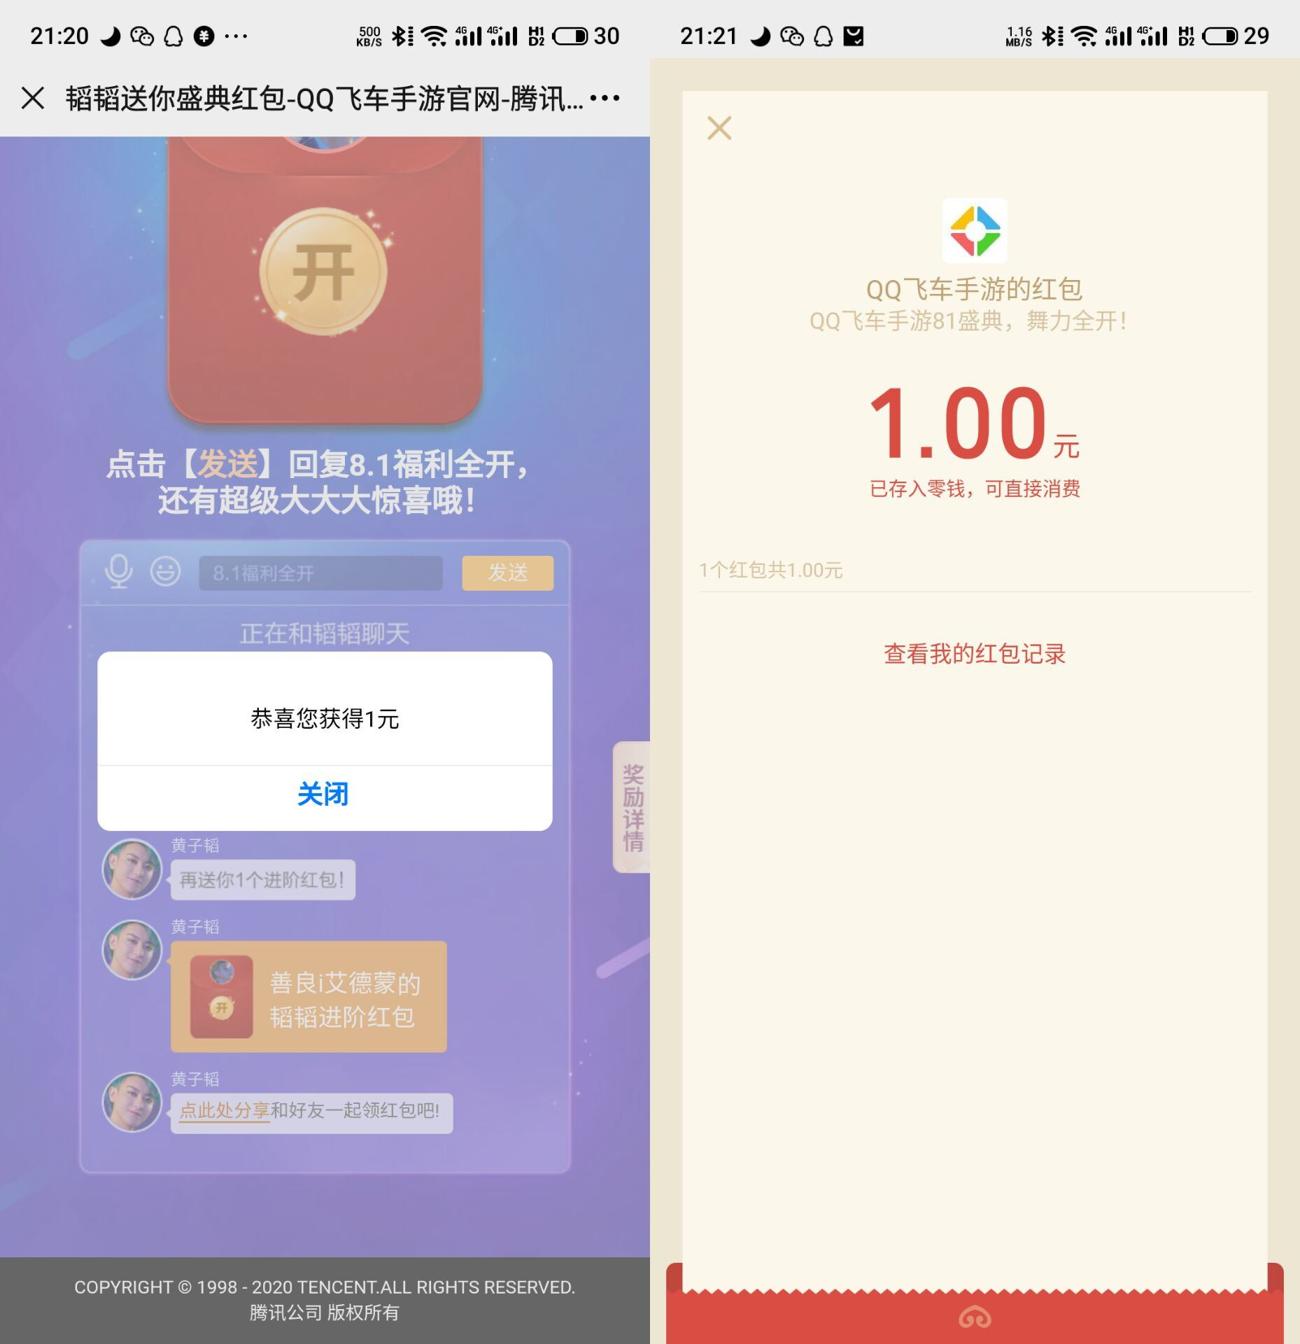 21:20
500
KB/S
4G
4G+
H1
D2
30
韬韬送你盛典红包-QQ飞车手游官网-腾讯...
开
点击【发送】回复8.1福利全开，
还有超级大大大惊喜哦！
8.1福利全开
发送
正在和韬韬聊天
恭喜您获得1元
关闭
奖励详情
黄子韬
再送你1个进阶红包！
黄子韬
开
善良i艾德蒙的
韬韬进阶红包
黄子韬
点此处分享和好友一起领红包吧!
COPYRIGHT © 1998 - 2020 TENCENT.ALL RIGHTS RESERVED.
腾讯公司 版权所有
21:21
1.16
MB/S
4G
4G+
H1
D2
29
QQ飞车手游的红包
QQ飞车手游81盛典，舞力全开！
1.00元
已存入零钱，可直接消费
1个红包共1.00元
查看我的红包记录